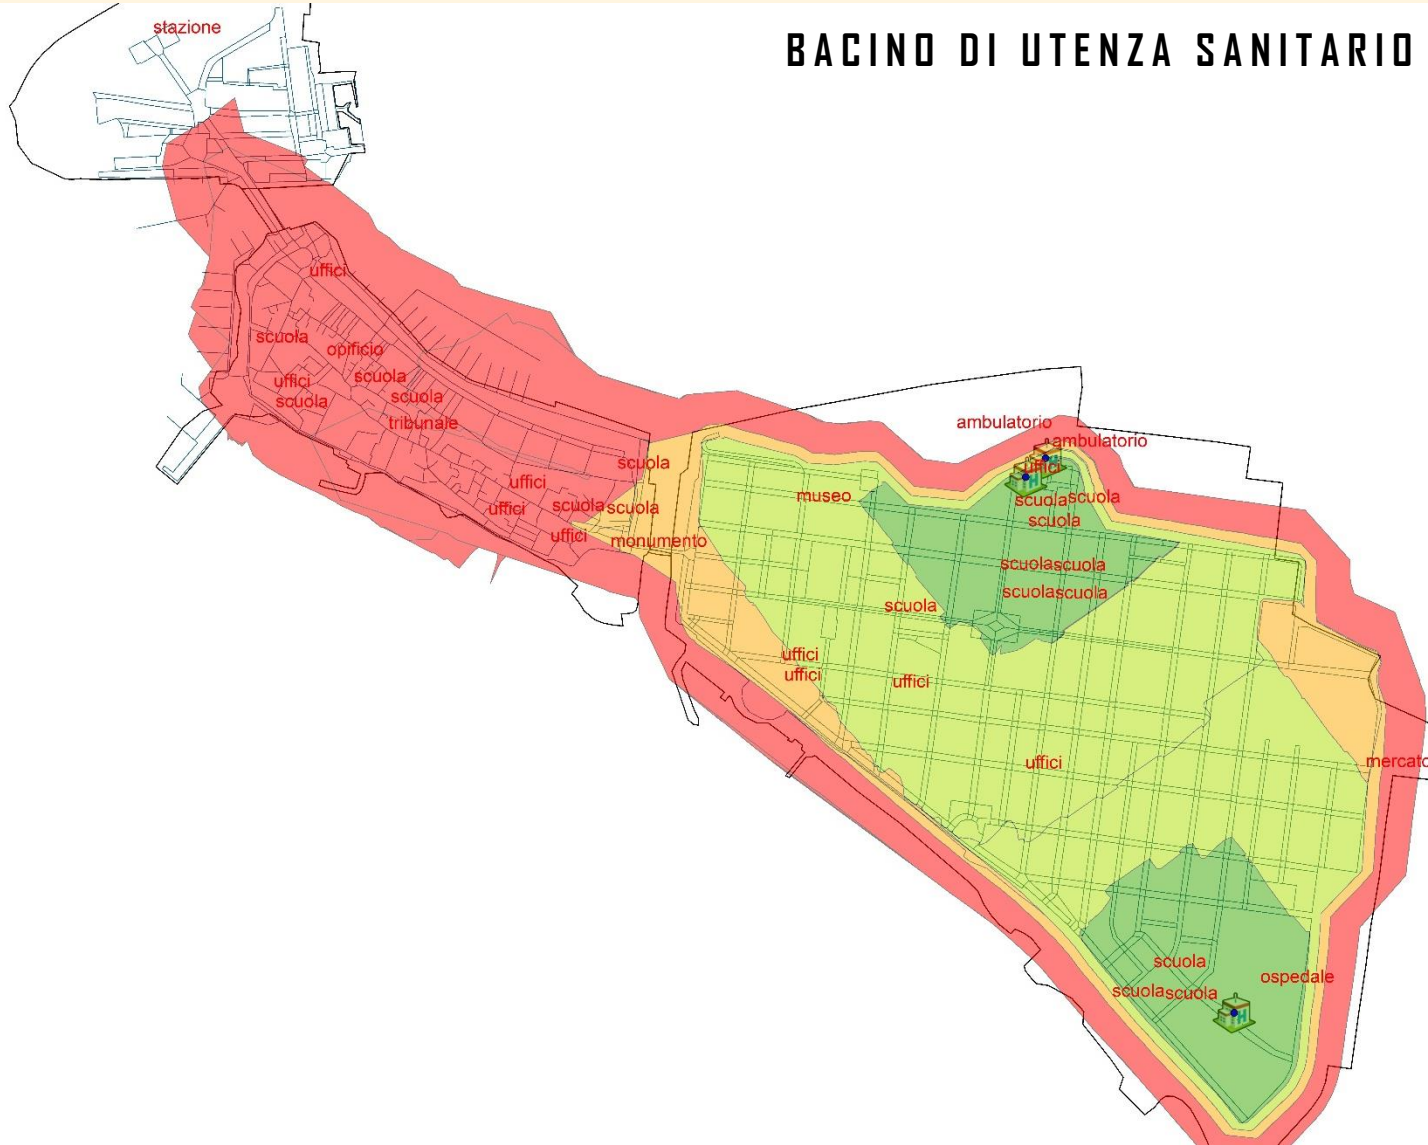 stazione
BACINO DI UTENZA SANITARIO
uffici
scuola
opificio
scuola
uffici
scuola
scuola
tribunale
ambulatorio
ambulatorio
scuola
uffici
uffici
museo
scuolascuola
scuola
scuola
uffici
scuola
uffici
monumento
scuolascuola
scuolascuola
scuola
uffici
uffici
uffici
uffici
mercato
scuola
ospedale
scuolascuola